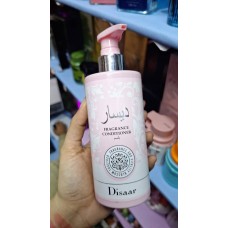 ديسار
FRAGRANCE
CONDITIONER
Disaar